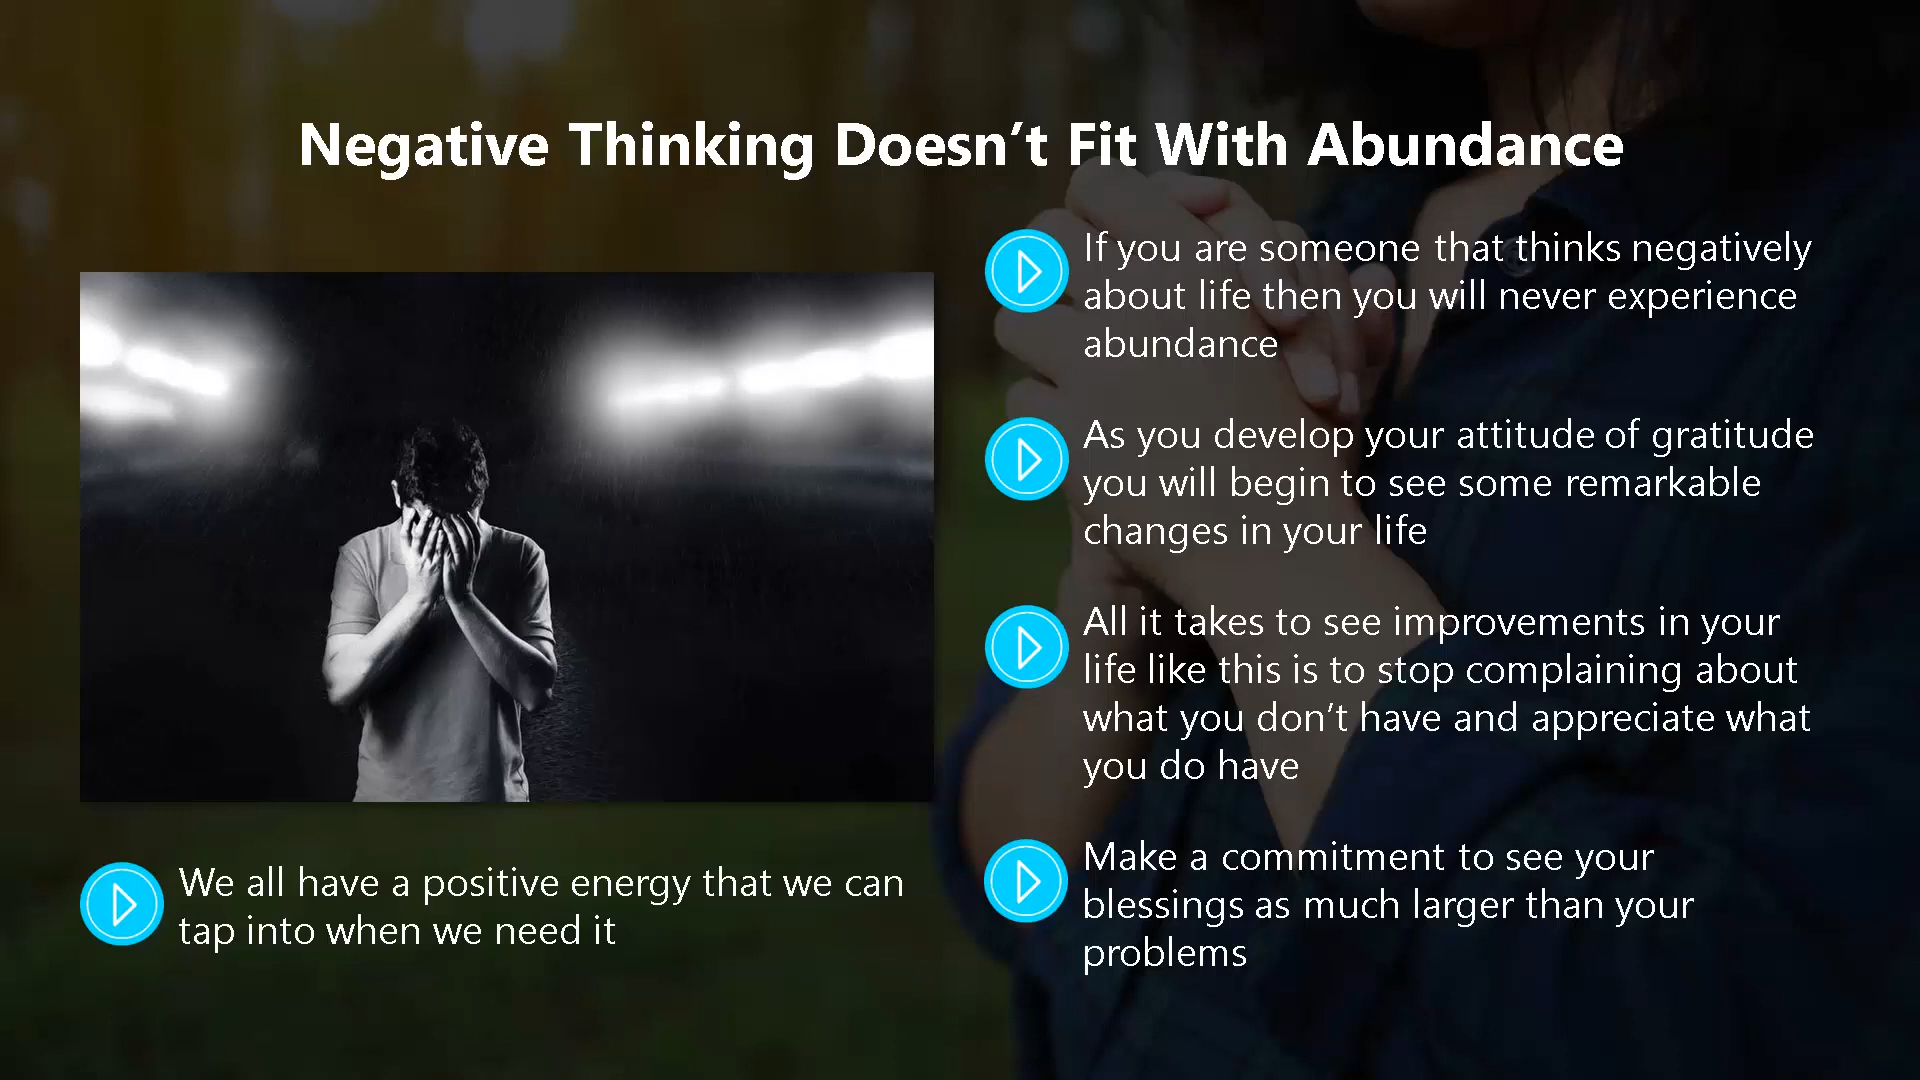 Negative Thinking Doesn’t Fit With Abundance
We all have a positive energy that we can
tap into when we need it
If you are someone that thinks negatively
about life then you will never experience
abundance
As you develop your attitude of gratitude
you will begin to see some remarkable
changes in your life
All it takes to see improvements in your
life like this is to stop complaining about
what you don’t have and appreciate what
you do have
Make a commitment to see your
blessings as much larger than your
problems